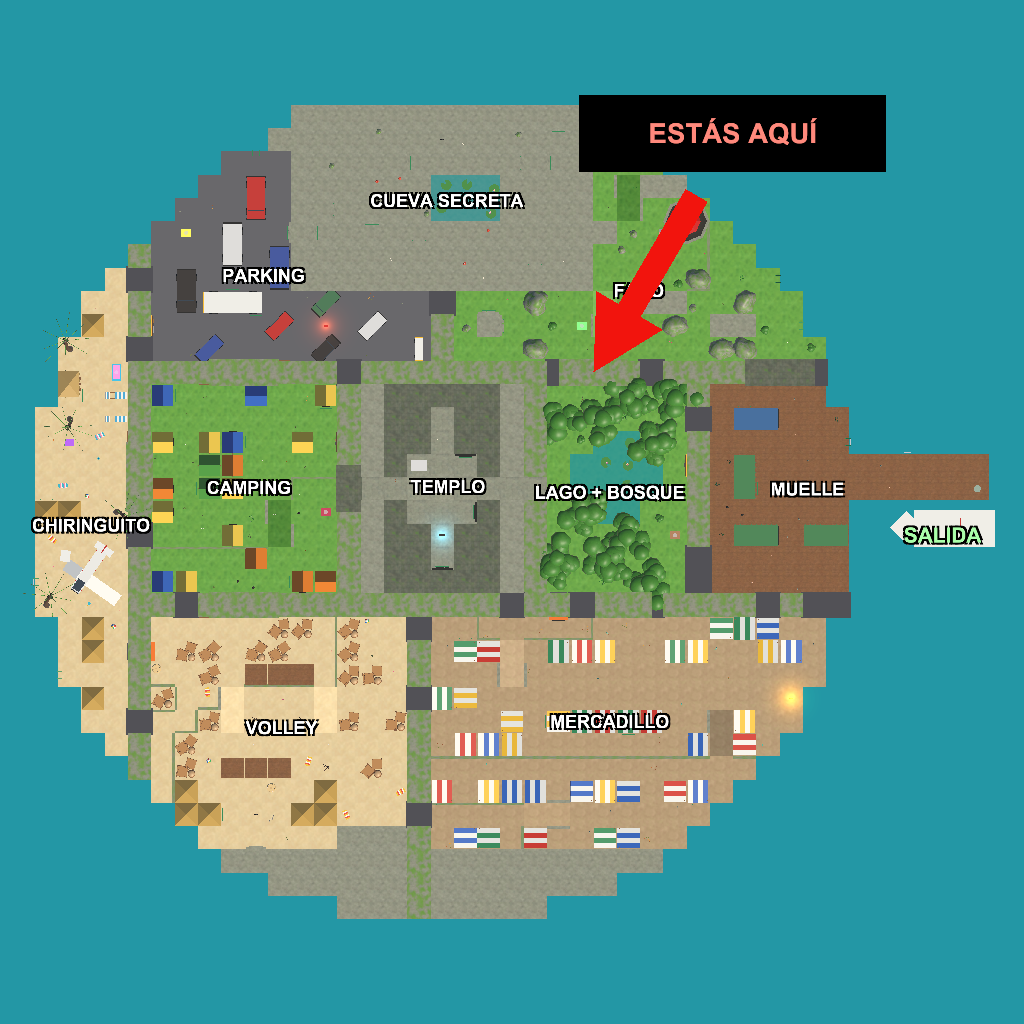 ESTÁS AQUÍ
CUEVA SECRETA
PARKING
CAMPING
TEMPLO
LAGO + BOSQUE
MUELLE
CHIRINGUITO
SALIDA
VOLLEY
MERCADILLO